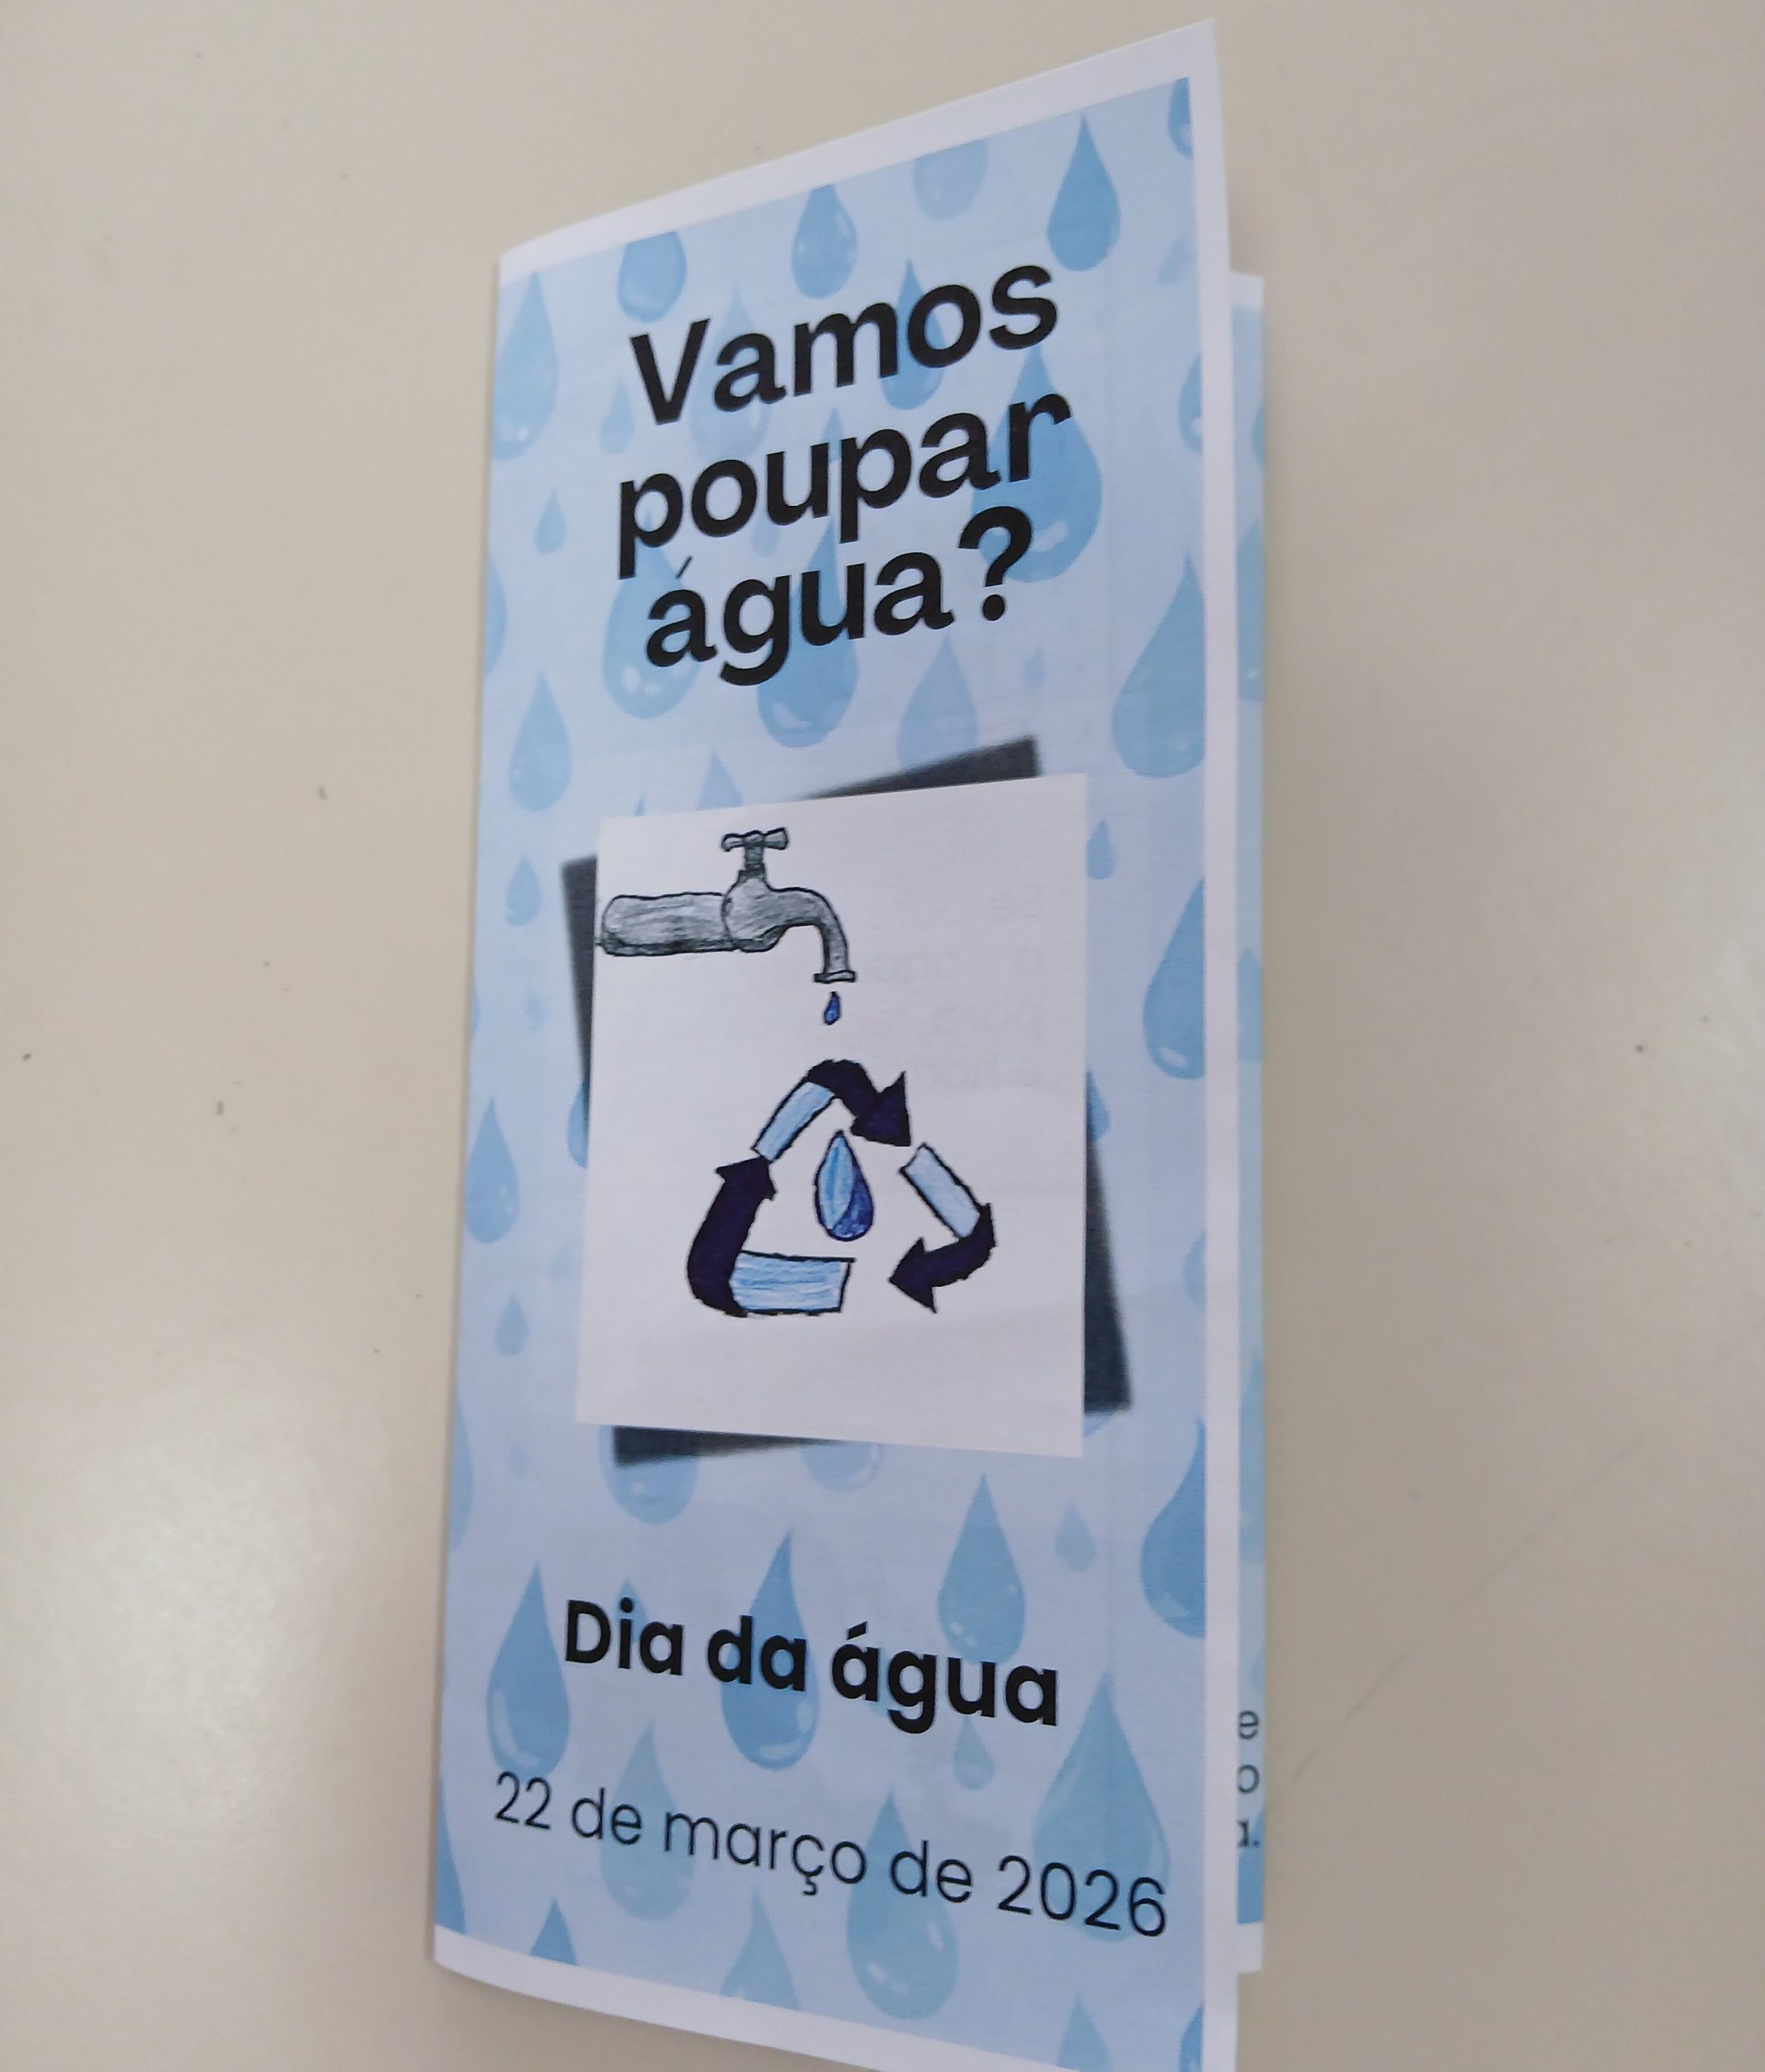 Vamos
poupar
água?
Dia da água
22 de março de 2026
e
o
a.